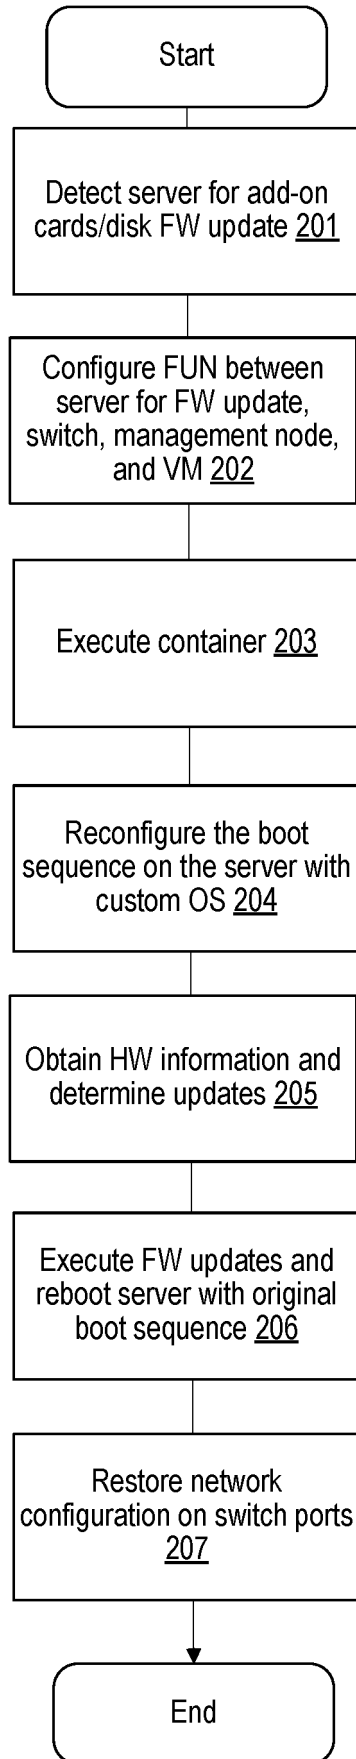 Start
Detect server for add-on
cards/disk FW update 201
Configure FUN between
server for FW update,
switch, management node,
and VM 202
Execute container 203
Reconfigure the boot
sequence on the server with
custom OS 204
Obtain HW information and
determine updates 205
Execute FW updates and
reboot server with original
boot sequence 206
Restore network
configuration on switch ports
207
End